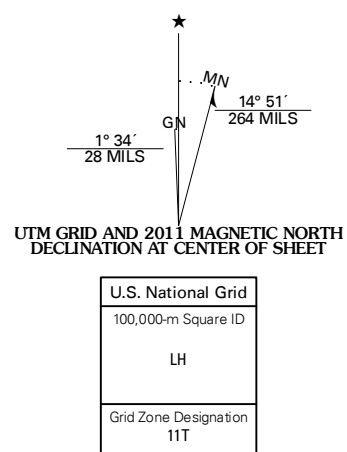 MN
GN
14° 51´
264 MILS
1° 34´
28 MILS
UTM GRID AND 2011 MAGNETIC NORTH
DECLINATION AT CENTER OF SHEET
U.S. National Grid
100,000-m Square ID
LH
Grid Zone Designation
11T